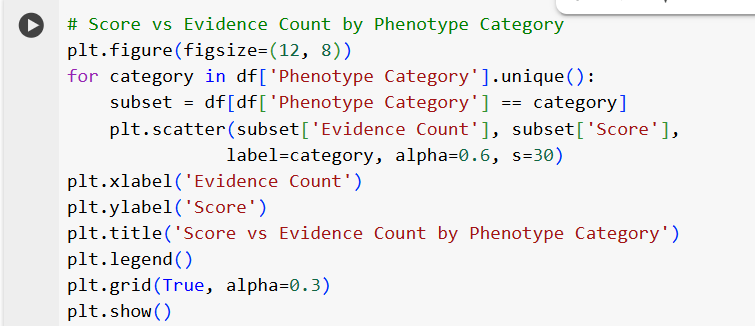 # Score vs Evidence Count by Phenotype Category
plt.figure(figsize=(12, 8))
for category in df['Phenotype Category'].unique():
    subset = df[df['Phenotype Category'] == category]
    plt.scatter(subset['Evidence Count'], subset['Score'],
               label=category, alpha=0.6, s=30)
plt.xlabel('Evidence Count')
plt.ylabel('Score')
plt.title('Score vs Evidence Count by Phenotype Category')
plt.legend()
plt.grid(True, alpha=0.3)
plt.show()